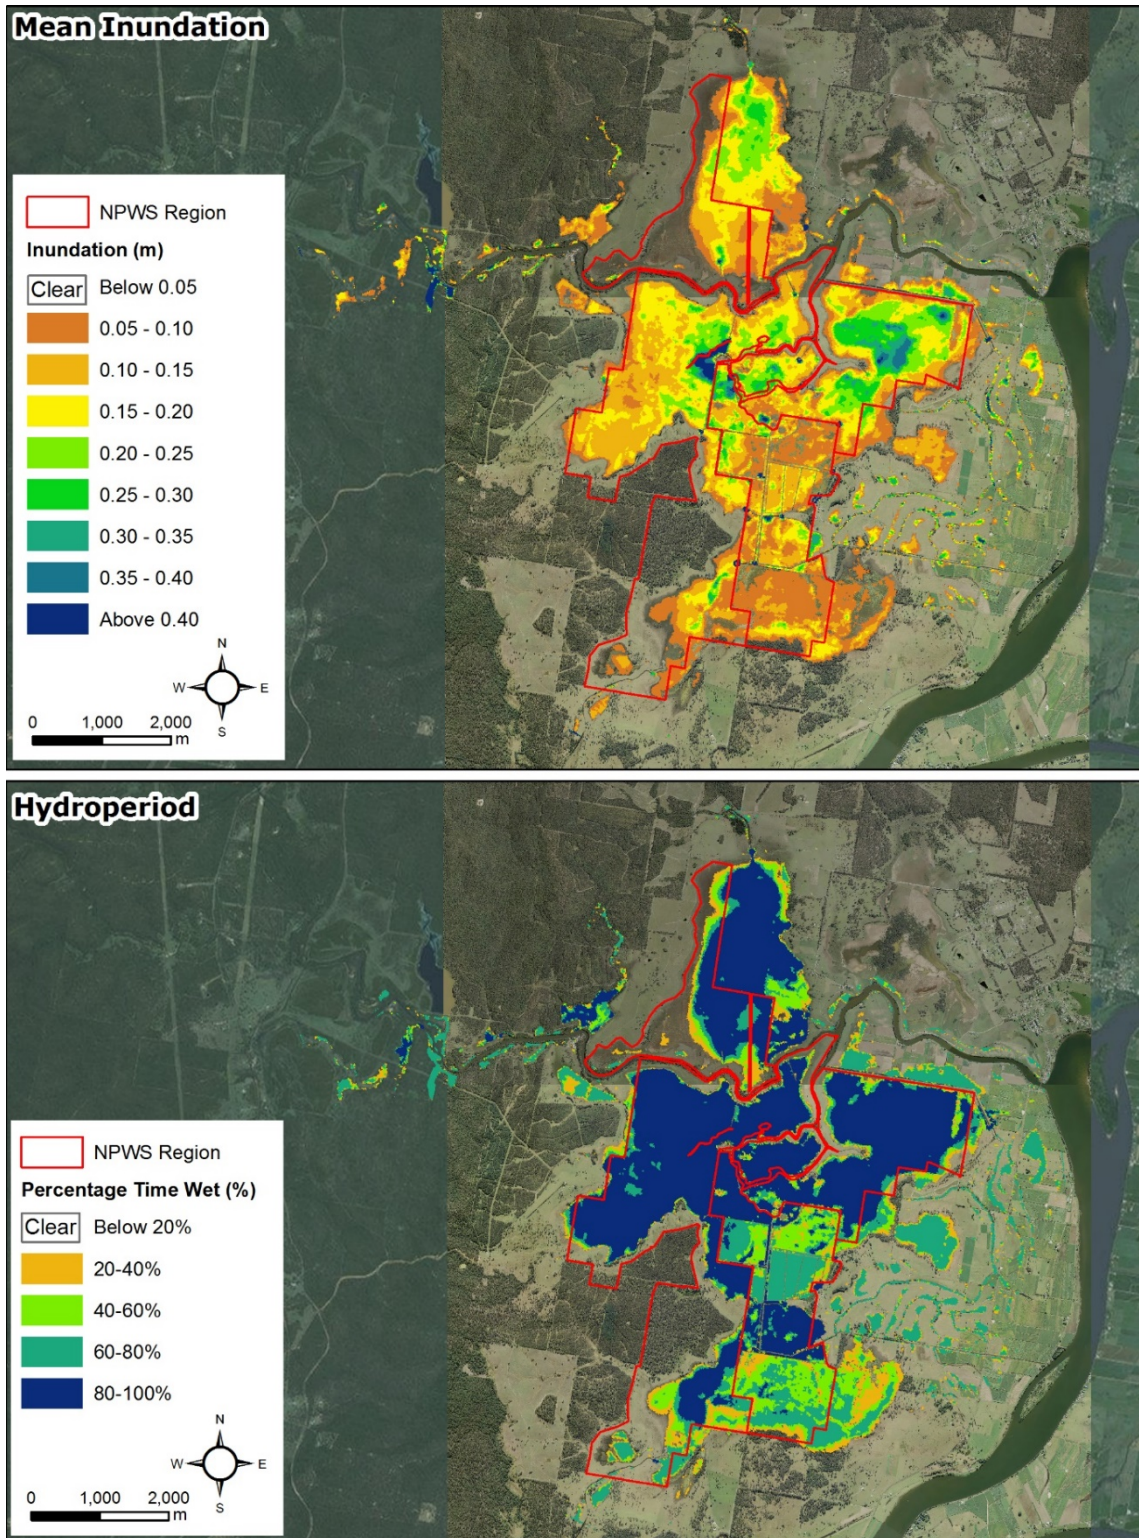 Mean Inundation
NPWS Region
Inundation (m)
Clear Below 0.05
0.05 - 0.10
0.10 - 0.15
0.15 - 0.20
0.20 - 0.25
0.25 - 0.30
0.30 - 0.35
0.35 - 0.40
Above 0.40
N
W E
S
0 1,000 2,000
m
Hydroperiod
NPWS Region
Percentage Time Wet (%)
Clear Below 20%
20-40%
40-60%
60-80%
80-100%
N
W E
S
0 1,000 2,000
m